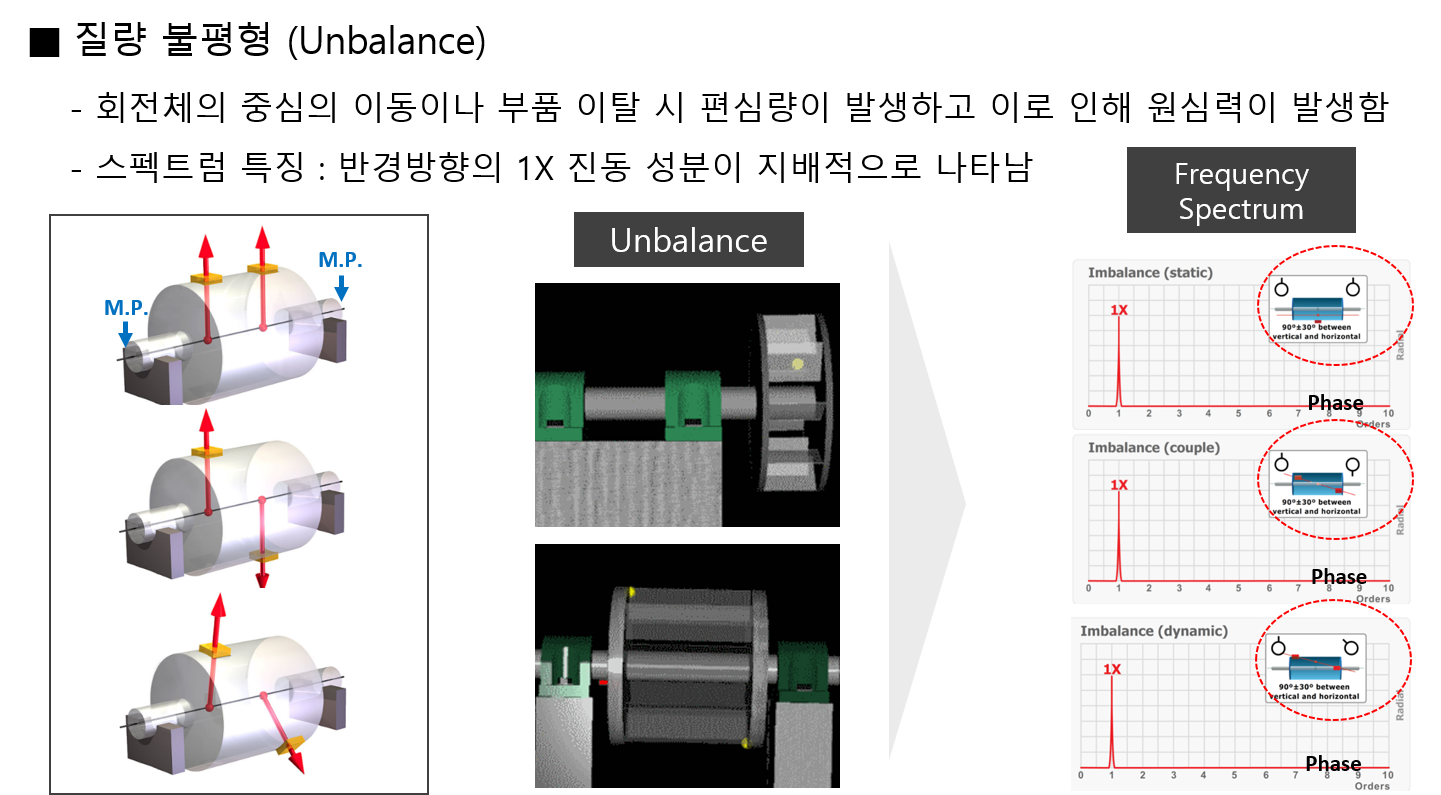 ■ 질량 불평형 (Unbalance)
- 회전체의 중심의 이동이나 부품 이탈 시 편심량이 발생하고 이로 인해 원심력이 발생함
- 스펙트럼 특징 : 반경방향의 1X 진동 성분이 지배적으로 나타남
M.P.
M.P.
Unbalance
Frequency
Spectrum
Imbalance (static)
1X
90º±30º between
vertical and horizontal
Radial
Phase
0 1 2 3 4 5 6 7 8 9 10
Orders
Imbalance (couple)
1X
90º±30º between
vertical and horizontal
Radial
Phase
0 1 2 3 4 5 6 7 8 9 10
Orders
Imbalance (dynamic)
1X
90º±30º between
vertical and horizontal
Radial
Phase
0 1 2 3 4 5 6 7 8 9 10
Orders